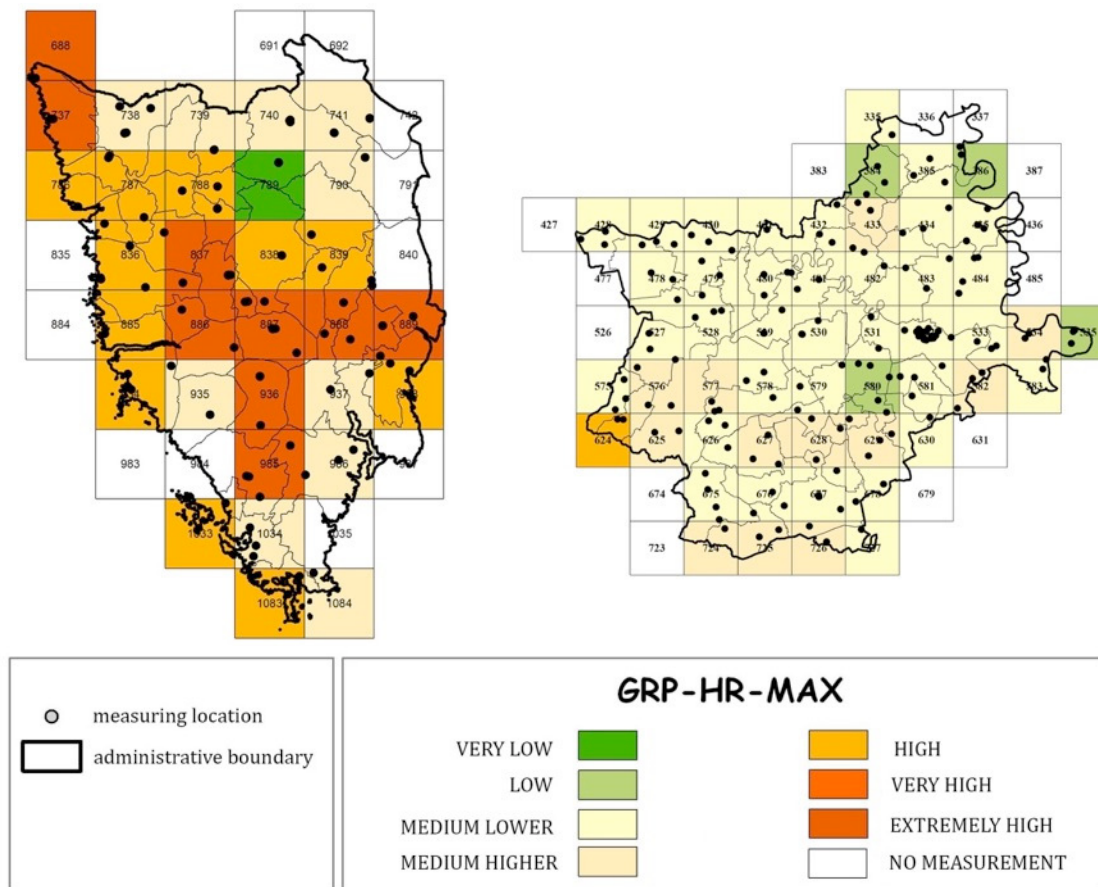 688 691 692
737 738 739 740 741 742
786 787 788 789 790 791
835 836 837 838 839 840
884 885 886 887 888 889
935 936 937
983 984 985 986 987
1033 1034 1035
1083 1084
335 336 337
383 384 385 386 387
427 428 429 430 432 433 434 435 436
477 478 479 480 481 482 483 484 485
526 527 528 529 530 531 533 534 535
575 576 577 578 579 580 581 582 583
624 625 626 627 628 629 630 631
674 675 676 677 678 679
723 724 725 726 727
measuring location
administrative boundary
GRP-HR-MAX
VERY LOW
LOW
MEDIUM LOWER
MEDIUM HIGHER
HIGH
VERY HIGH
EXTREMELY HIGH
NO MEASUREMENT